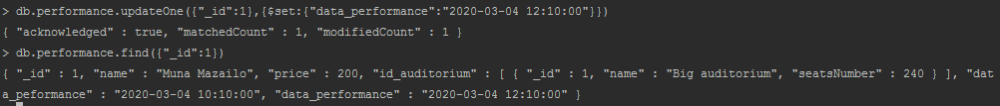 > db.performance.updateOne({"_id":1},{$set:{"data_performance":"2020-03-04 12:10:00"}})
{ "acknowledged" : true, "matchedCount" : 1, "modifiedCount" : 1 }
> db.performance.find({"_id":1})
{ "_id" : 1, "name" : "Muna Mazailo", "price" : 200, "id_auditorium" : [ { "_id" : 1, "name" : "Big auditorium", "seatsNumber" : 240 } ], "dat
a_peformance" : "2020-03-04 10:10:00", "data_performance" : "2020-03-04 12:10:00" }
>